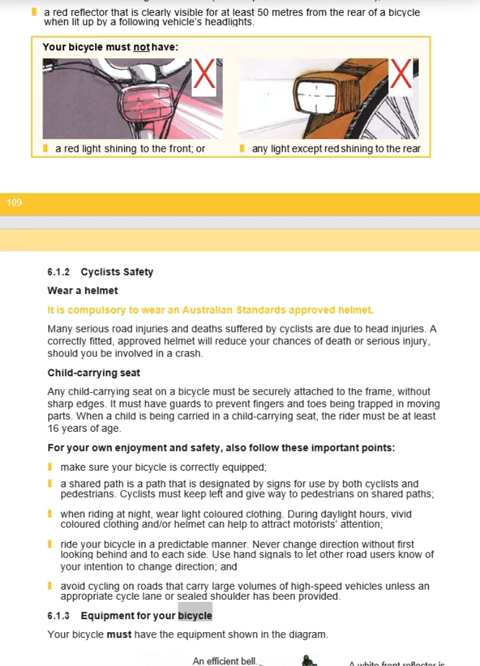 a red reflector that is clearly visible for at least 50 metres from the rear of a bicycle
when lit up by a following vehicle's headlights.
Your bicycle must not have:
a red light shining to the front; or
any light except red shining to the rear
109
6.1.2 Cyclists Safety
Wear a helmet
It is compulsory to wear an Australian Standards approved helmet.
Many serious road injuries and deaths suffered by cyclists are due to head injuries. A
correctly fitted, approved helmet will reduce your chances of death or serious injury,
should you be involved in a crash.
Child-carrying seat
Any child-carrying seat on a bicycle must be securely attached to the frame, without
sharp edges. It must have guards to prevent fingers and toes being trapped in moving
parts. When a child is being carried in a child-carrying seat, the rider must be at least
16 years of age.
For your own enjoyment and safety, also follow these important points:
make sure your bicycle is correctly equipped;
a shared path is a path that is designated by signs for use by both cyclists and
pedestrians. Cyclists must keep left and give way to pedestrians on shared paths;
when riding at night, wear light coloured clothing. During daylight hours, vivid
coloured clothing and/or helmet can help to attract motorists' attention;
ride your bicycle in a predictable manner. Never change direction without first
looking behind and to each side. Use hand signals to let other road users know of
your intention to change direction; and
avoid cycling on roads that carry large volumes of high-speed vehicles unless an
appropriate cycle lane or sealed shoulder has been provided.
6.1.3 Equipment for your bicycle
Your bicycle must have the equipment shown in the diagram.
An efficient bell.
A white front reflector is